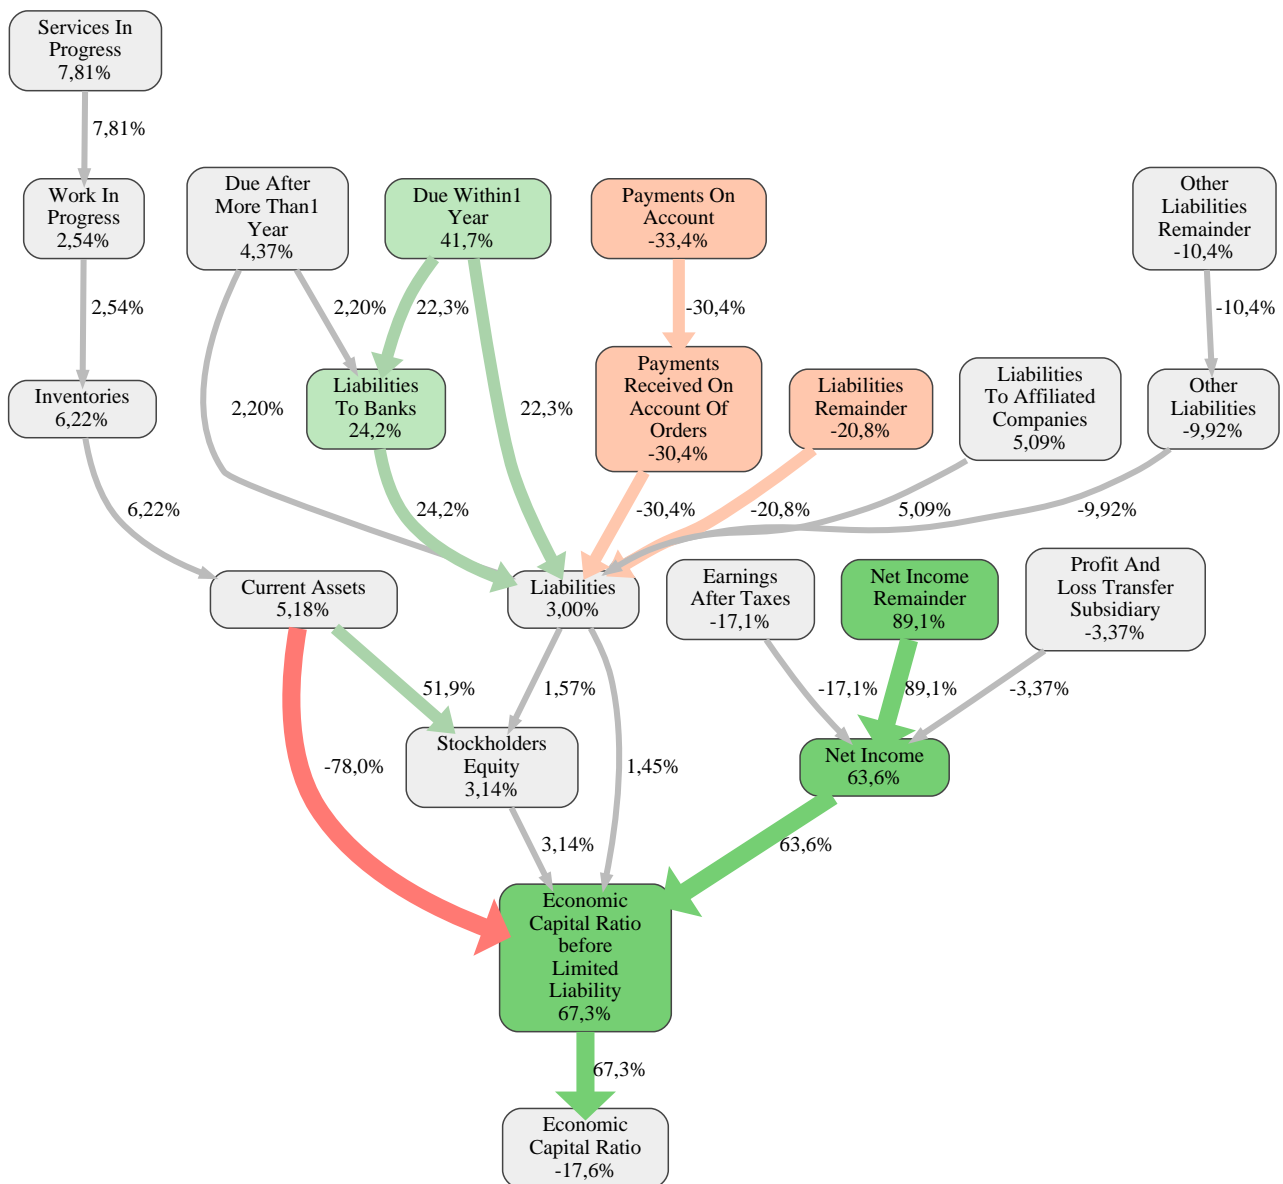 Services In
Progress
7,81%
7,81%
Work In
Progress
2,54%
Due After
More Than1
Year
4,37%
Due Within1
Year
41,7%
Payments On
Account
-33,4%
Other
Liabilities
Remainder
-10,4%
2,54%
2,20%
22,3%
-30,4%
-10,4%
Inventories
6,22%
2,20%
Liabilities
To Banks
24,2%
22,3%
Payments
Received On
Account Of
Orders
-30,4%
Liabilities
Remainder
-20,8%
Liabilities
To Affiliated
Companies
5,09%
Other
Liabilities
-9,92%
6,22%
24,2%
-30,4%
-20,8%
5,09%
-9,92%
Current Assets
5,18%
Liabilities
3,00%
Earnings
After Taxes
-17,1%
Net Income
Remainder
89,1%
Profit And
Loss Transfer
Subsidiary
-3,37%
51,9%
1,57%
-17,1%
89,1%
-3,37%
-78,0%
Stockholders
Equity
3,14%
1,45%
Net Income
63,6%
3,14%
63,6%
Economic
Capital Ratio
before
Limited
Liability
67,3%
67,3%
Economic
Capital Ratio
-17,6%